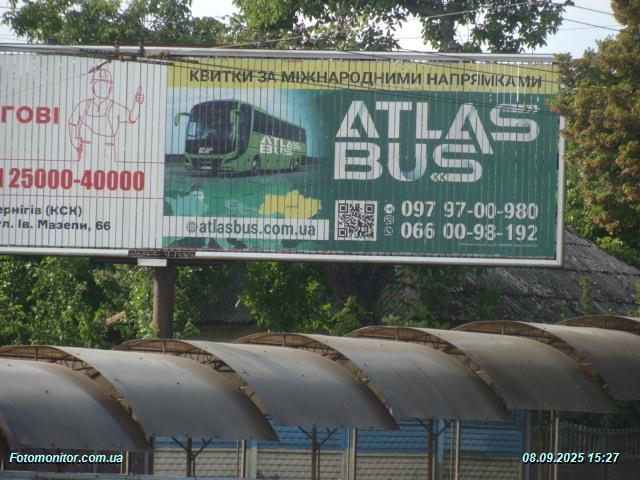 КВИТКИ ЗА МІЖНАРОДНИМИ НАПРЯМКАМИ
ГОВІ
25000-40000
(КСК)
Ів. Мазепи, 66
ATLAS
BUS
ATLAS
BUS
atlasbus.com.ua
097 97-00-980
066 00-98-192
Fotomonitor.com.ua
08.09.2025 15:27